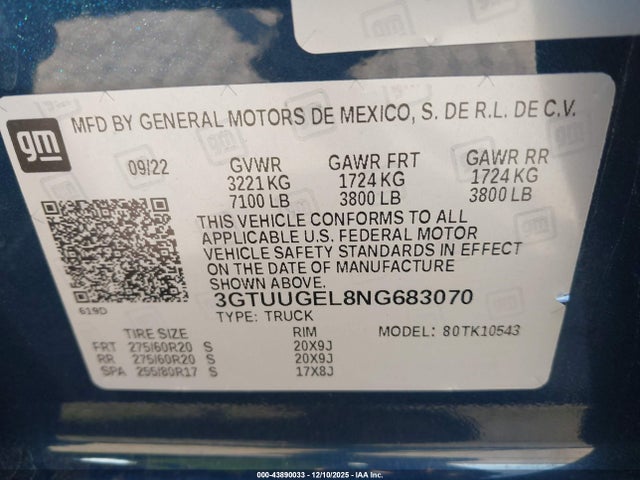 gm
MFD BY GENERAL MOTORS DE MEXICO, S. DE R.L. DE C.V.
09/22 GVWR GAWR FRT GAWR RR
3221 KG 1724 KG 1724 KG
7100 LB 3800 LB 3800 LB
THIS VEHICLE CONFORMS TO ALL
APPLICABLE U.S. FEDERAL MOTOR
VEHICLE SAFETY STANDARDS IN EFFECT
ON THE DATE OF MANUFACTURE
SHOWN ABOVE.
619D
3GTUUGEL8NG683070
TYPE: TRUCK
TIRE SIZE RIM MODEL: 80TK10543
FRT 275/60R20 S 20X9J
RR 275/60R20 S 20X9J
SPA 255/80R17 S 17X8J
000-43890033 - 12/10/2025 - IAA Inc.